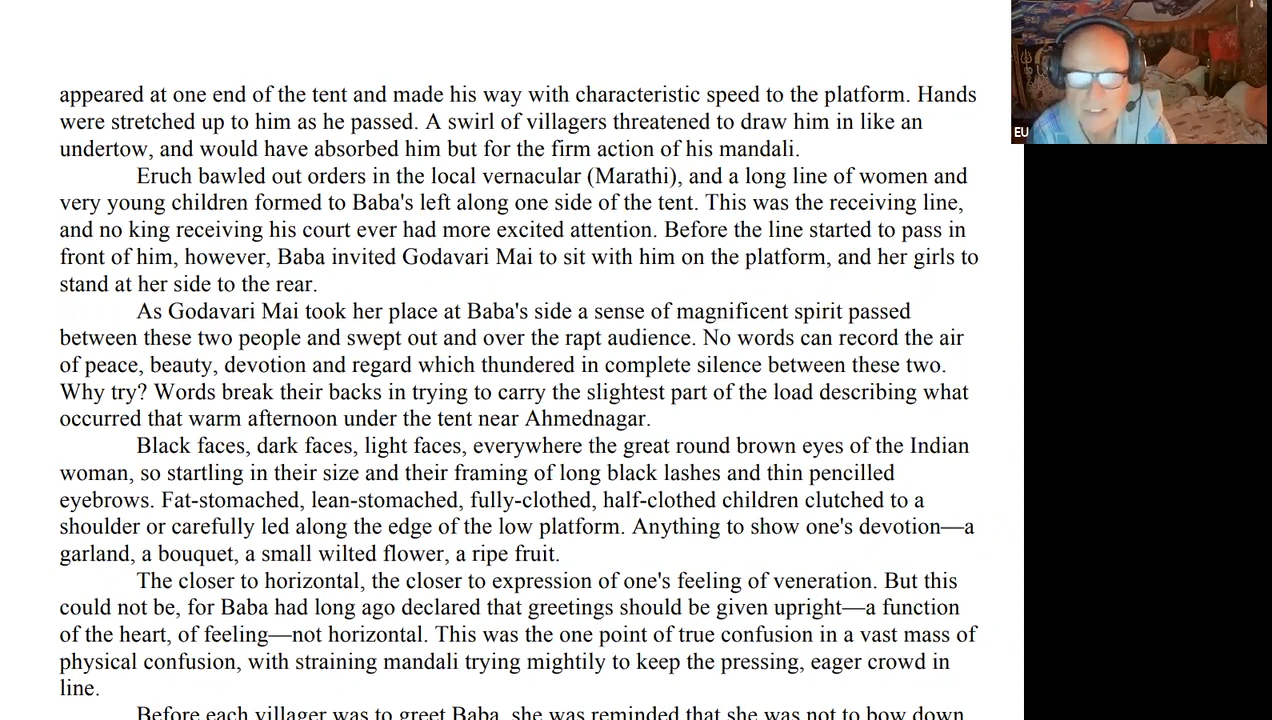 appeared at one end of the tent and made his way with characteristic speed to the platform. Hands
were stretched up to him as he passed. A swirl of villagers threatened to draw him in like an
undertow, and would have absorbed him but for the firm action of his mandali.
Eruch bawled out orders in the local vernacular (Marathi), and a long line of women and
very young children formed to Baba's left along one side of the tent. This was the receiving line,
and no king receiving his court ever had more excited attention. Before the line started to pass in
front of him, however, Baba invited Godavari Mai to sit with him on the platform, and her girls to
stand at her side to the rear.
As Godavari Mai took her place at Baba's side a sense of magnificent spirit passed
between these two people and swept out and over the rapt audience. No words can record the air
of peace, beauty, devotion and regard which thundered in complete silence between these two.
Why try? Words break their backs in trying to carry the slightest part of the load describing what
occurred that warm afternoon under the tent near Ahmednagar.
Black faces, dark faces, light faces, everywhere the great round brown eyes of the Indian
woman, so startling in their size and their framing of long black lashes and thin pencilled
eyebrows. Fat-stomached, lean-stomached, fully-clothed, half-clothed children clutched to a
shoulder or carefully led along the edge of the low platform. Anything to show one's devotion—a
garland, a bouquet, a small wilted flower, a ripe fruit.
The closer to horizontal, the closer to expression of one's feeling of veneration. But this
could not be, for Baba had long ago declared that greetings should be given upright—a function
of the heart, of feeling—not horizontal. This was the one point of true confusion in a vast mass of
physical confusion, with straining mandali trying mightily to keep the pressing, eager crowd in
line.
Before each villager was to greet Baba, she was reminded that she was not to bow down
EU